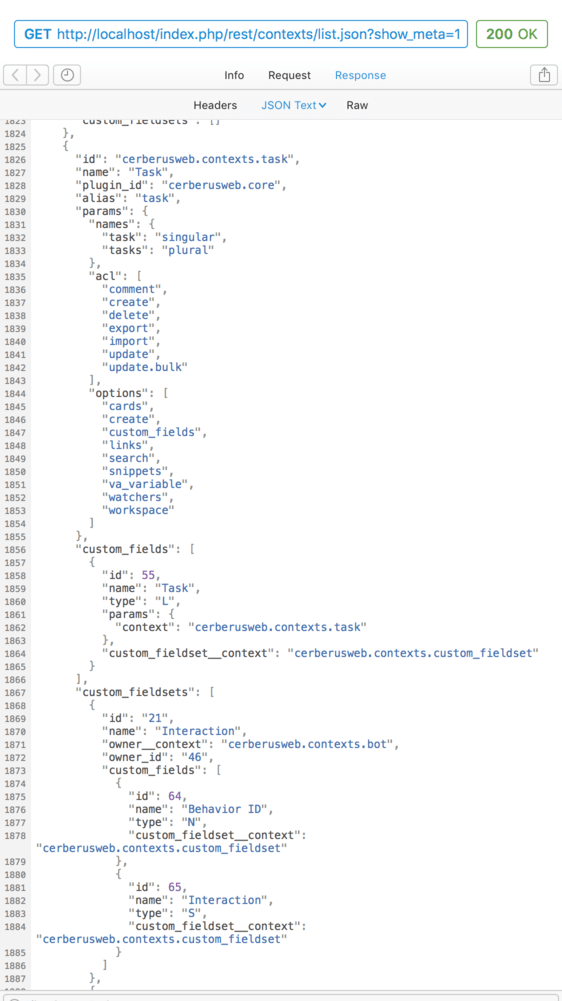 GET http://localhost/index.php/rest/contexts/list.json?show_meta=1 200 OK
Info Request Response
Headers JSON Text Raw
1823 "custom_fieldsets": []
1824 },
1825 {
1826 "id": "cerberusweb.contexts.task",
1827 "name": "Task",
1828 "plugin_id": "cerberusweb.core",
1829 "alias": "task",
1830 "params": {
1831 "names": {
1832 "task": "singular",
1833 "tasks": "plural"
1834 },
1835 "acl": [
1836 "comment",
1837 "create",
1838 "delete",
1839 "export",
1840 "import",
1841 "update",
1842 "update.bulk"
1843 ],
1844 "options": [
1845 "cards",
1846 "create",
1847 "custom_fields",
1848 "links",
1849 "search",
1850 "snippets",
1851 "va_variable",
1852 "watchers",
1853 "workspace"
1854 ]
1855 },
1856 "custom_fields": [
1857 {
1858 "id": 55,
1859 "name": "Task",
1860 "type": "L",
1861 "params": {
1862 "context": "cerberusweb.contexts.task"
1863 },
1864 "custom_fieldset__context": "cerberusweb.contexts.custom_fieldset"
1865 }
1866 ],
1867 "custom_fieldsets": [
1868 {
1869 "id": "21",
1870 "name": "Interaction",
1871 "owner__context": "cerberusweb.contexts.bot",
1872 "owner_id": "46",
1873 "custom_fields": [
1874 {
1875 "id": 64,
1876 "name": "Behavior ID",
1877 "type": "N",
1878 "custom_fieldset__context":
"cerberusweb.contexts.custom_fieldset"
1879 },
1880 {
1881 "id": 65,
1882 "name": "Interaction",
1883 "type": "S",
1884 "custom_fieldset__context":
"cerberusweb.contexts.custom_fieldset"
1885 }
1886 ]
1887 },